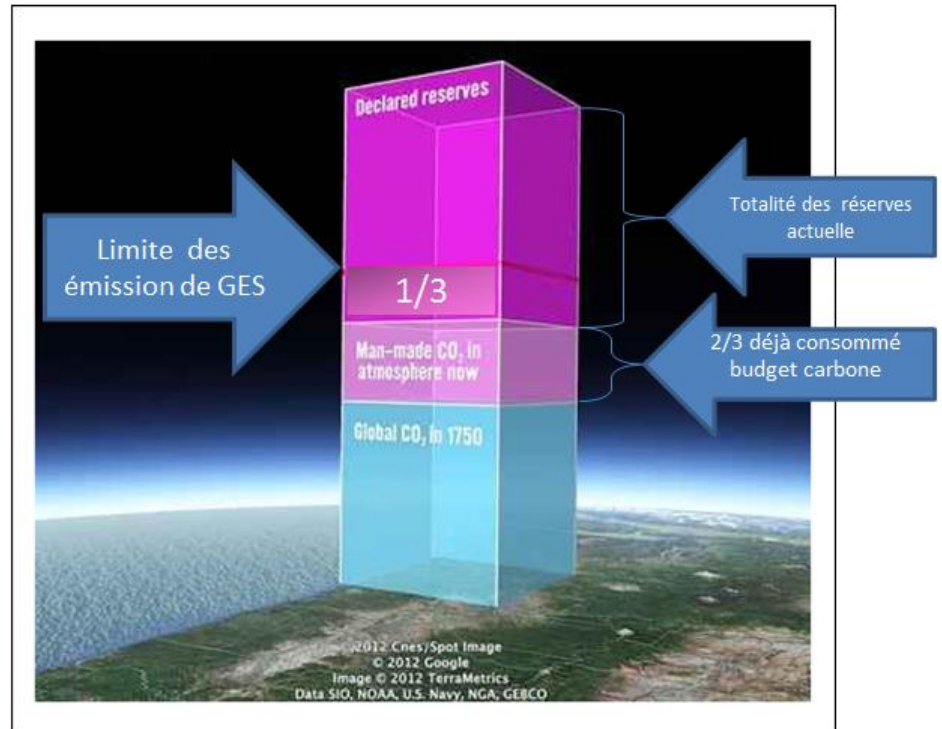 Declared reserves
Limite des
émission de GES
Totalité des réserves
actuelle
1/3
Man-made CO₂ in
atmosphere now
2/3 déjà consommé
budget carbone
Global CO₂ in 1750
©2012 Cnes/Spot Image
© 2012 Google
Image © 2012 TerraMetrics
Data SIO, NOAA, U.S. Navy, NGA, GEBCO